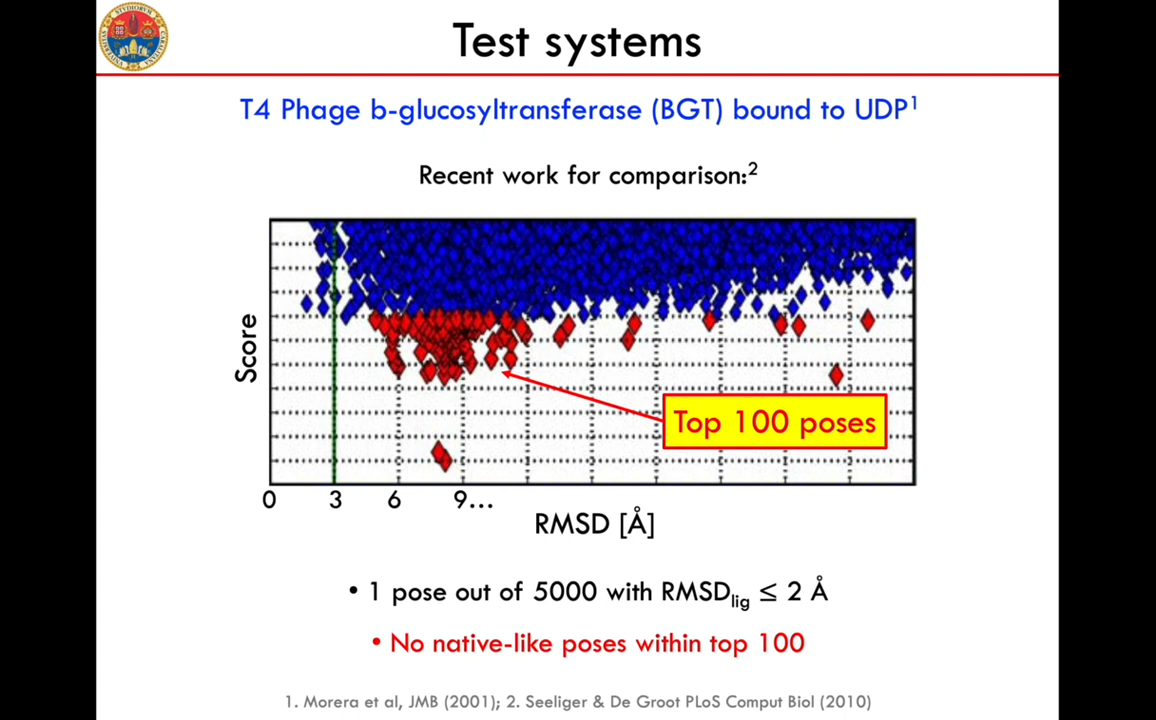 Test systems
T4 Phage b-glucosyltransferase (BGT) bound to UDP¹
Recent work for comparison:²
Score
Top 100 poses
0 3 6 9...
RMSD [Å]
• 1 pose out of 5000 with RMSDlig ≤ 2 Å
• No native-like poses within top 100
1. Morera et al, JMB (2001); 2. Seeliger & De Groot PLoS Comput Biol (2010)